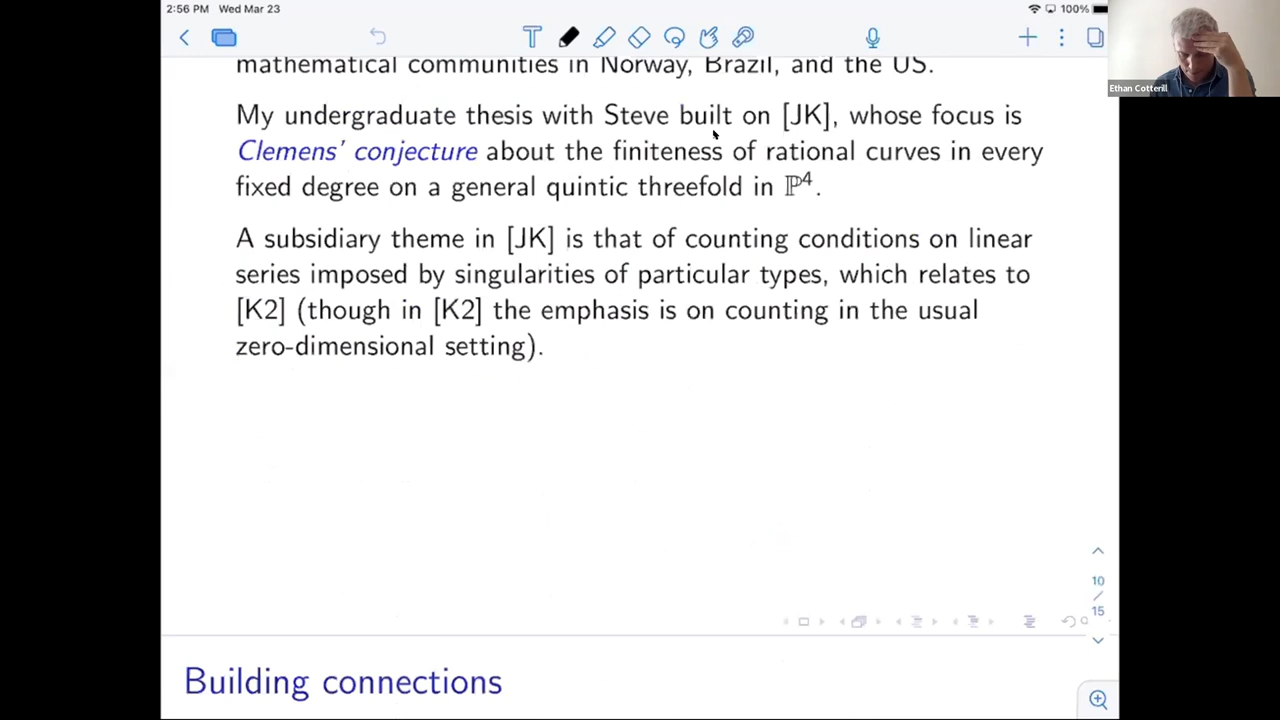 2:56 PM Wed Mar 23
100%
Ethan Cotterill
mathematical communities in Norway, Brazil, and the US.
My undergraduate thesis with Steve built on [JK], whose focus is
Clemens' conjecture about the finiteness of rational curves in every
fixed degree on a general quintic threefold in ℙ⁴.
A subsidiary theme in [JK] is that of counting conditions on linear
series imposed by singularities of particular types, which relates to
[K2] (though in [K2] the emphasis is on counting in the usual
zero-dimensional setting).
10
/
15
Building connections